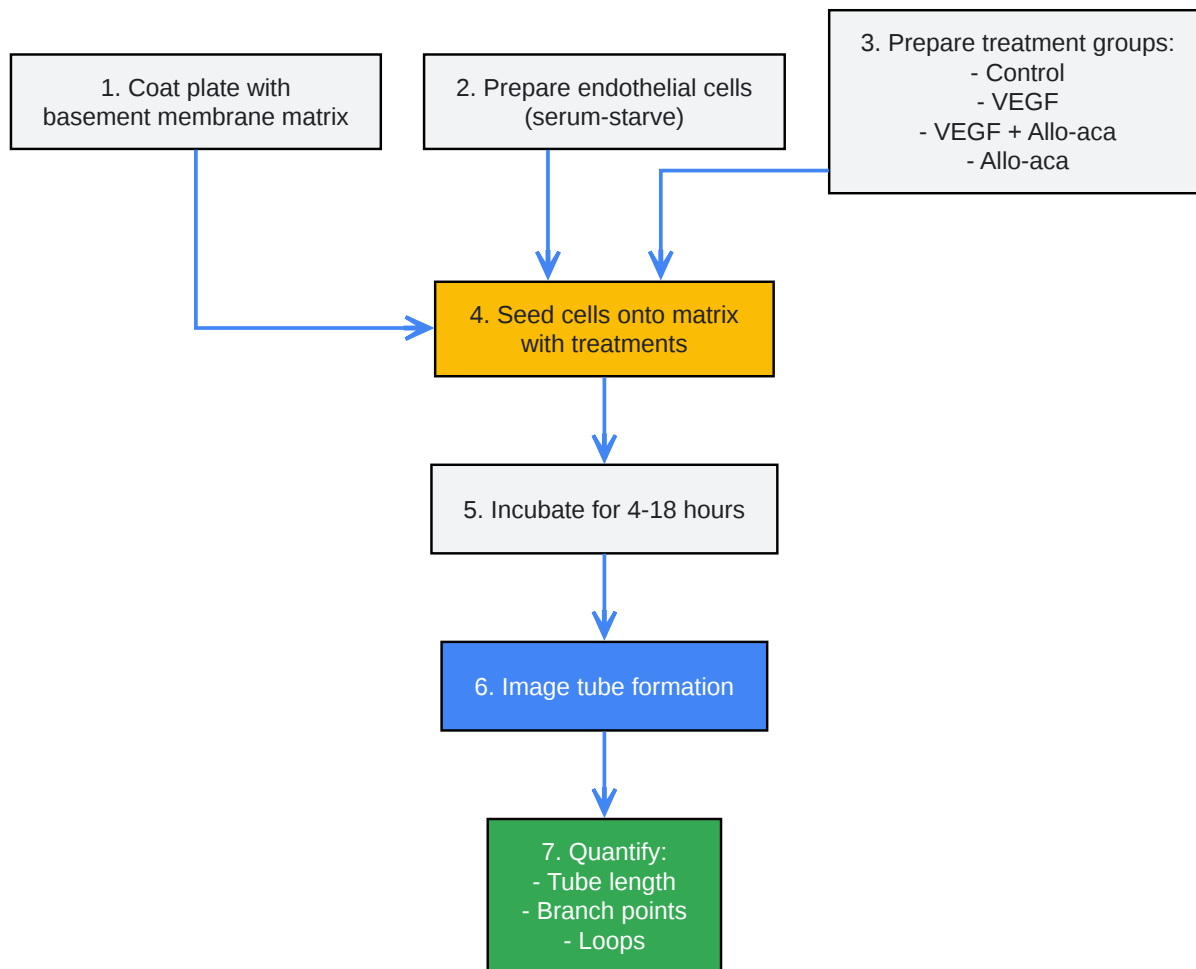 1. Coat plate with
basement membrane matrix
2. Prepare endothelial cells
(serum-starve)
3. Prepare treatment groups:
- Control
- VEGF
- VEGF + Allo-aca
- Allo-aca
4. Seed cells onto matrix
with treatments
5. Incubate for 4-18 hours
6. Image tube formation
7. Quantify:
- Tube length
- Branch points
- Loops